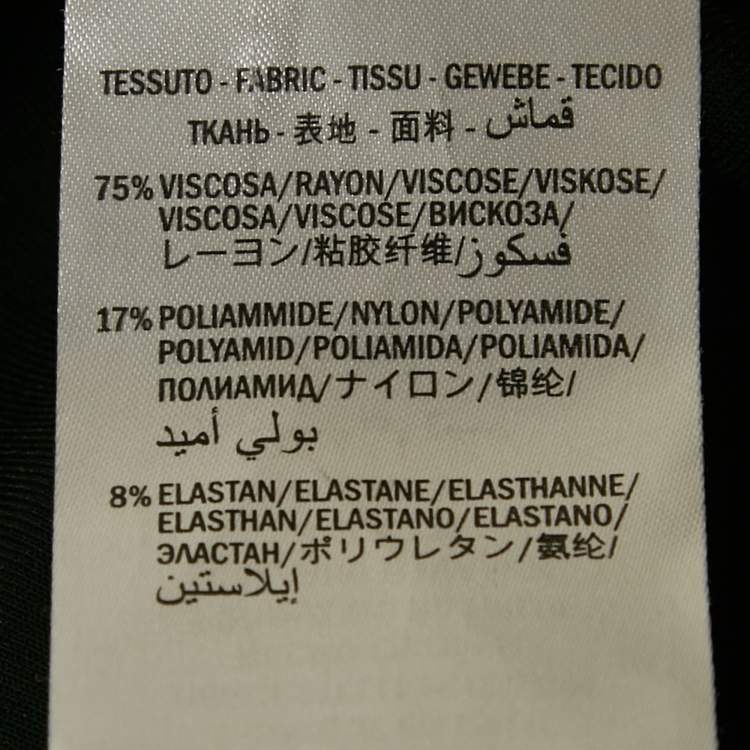 TESSUTO - FABRIC - TISSU - GEWEBE - TECIDO
ТКАНЬ - 表地 - 面料 - قماش
75% VISCOSA/RAYON/VISCOSE/VISKOSE/
VISCOSA/VISCOSE/ВИСКОЗА/
レーヨン/粘胶纤维/فسكوز
17% POLIAMMIDE/NYLON/POLYAMIDE/
POLYAMID/POLIAMIDA/POLIAMIDA/
ПОЛИАМИД/ナイロン/锦纶/
بولي أميد
8% ELASTAN/ELASTANE/ELASTHANNE/
ELASTHAN/ELASTANO/ELASTANO/
ЭЛАСТАН/ポリウレタン/氨纶/
إيلاستين